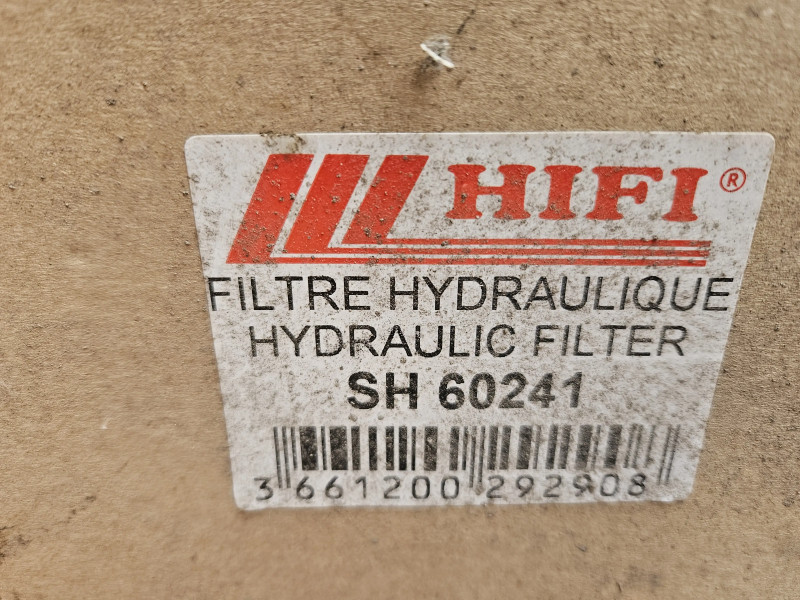 HIFI®
FILTRE HYDRAULIQUE
HYDRAULIC FILTER
SH 60241
3 661200 292908